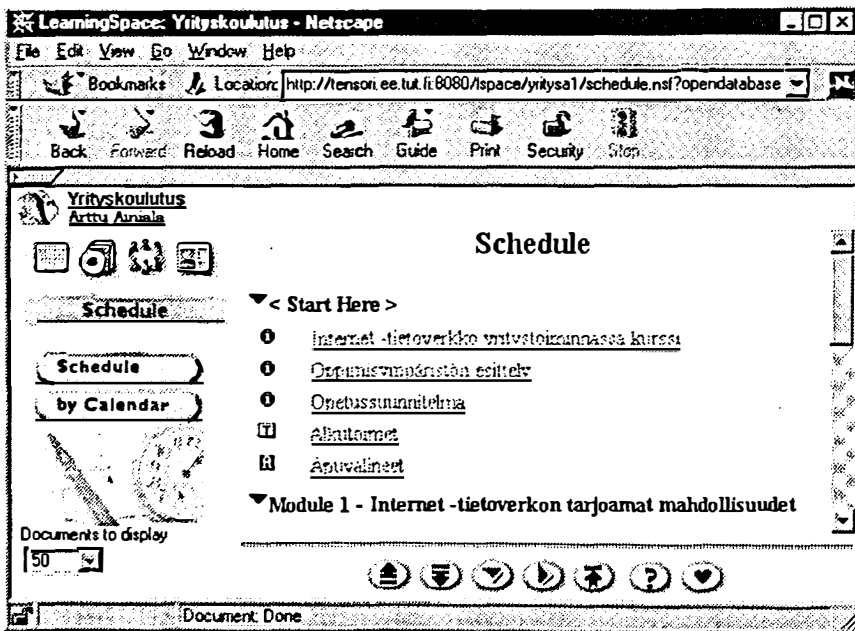 LearningSpace: Yrityskoulutus - Netscape
File Edit View Go Window Help
Bookmarks Location: http://tensori.ee.tut.fi:8080/lspace/yritysa1/schedule.nsf?opendatabase
Back Forward Reload Home Search Guide Print Security Stop
Yrityskoulutus
Arttu Ainiala
Schedule
Schedule
Schedule
by Calendar
Documents to display
50
< Start Here >
Internet -tietoverkko yritystoiminnassa kurssi
Oppimisympäristön esittely
Opetussuunnitelma
Alkutoimet
Apuvälineet
Module 1 - Internet -tietoverkon tarjoamat mahdollisuudet
Document: Done